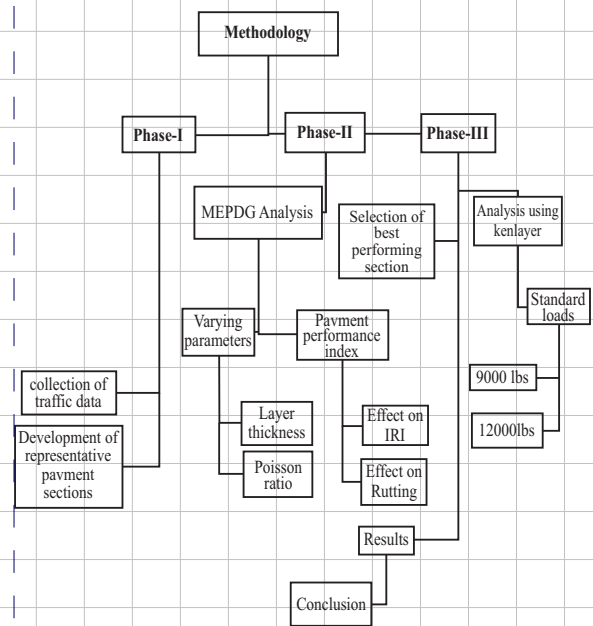 Methodology
Phase-I
Phase-II
Phase-III
MEPDG Analysis
Selection of
best
performing
section
Analysis using
kenlayer
Standard
loads
Varying
parameters
Pavment
performance
index
9000 lbs
12000lbs
collection of
traffic data
Development of
representative
pavment
sections
Layer
thickness
Poisson
ratio
Effect on
IRI
Effect on
Rutting
Results
Conclusion